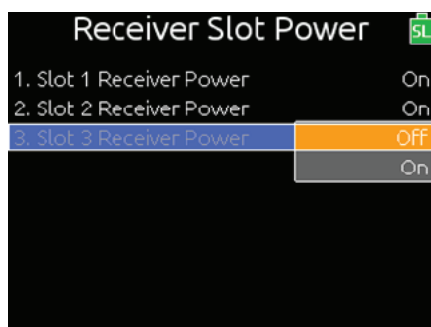 Receiver Slot Power SL
1. Slot 1 Receiver Power On
2. Slot 2 Receiver Power On
3. Slot 3 Receiver Power Off
On